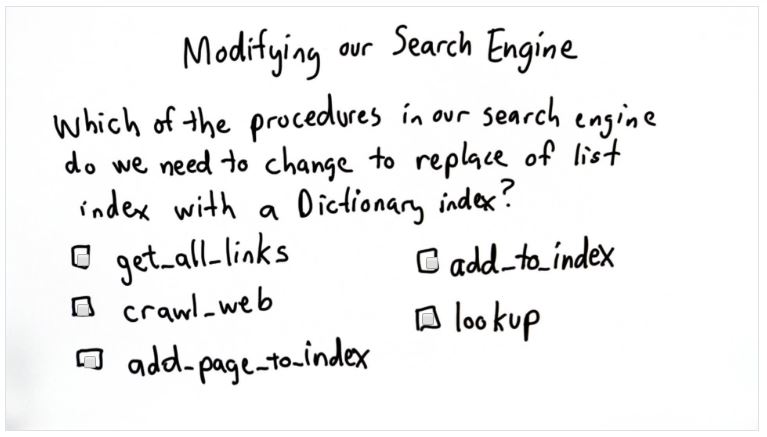 Modifying our Search Engine
Which of the procedures in our search engine
do we need to change to replace of list
index with a Dictionary index?
get_all_links
crawl_web
add_page_to_index
add_to_index
lookup